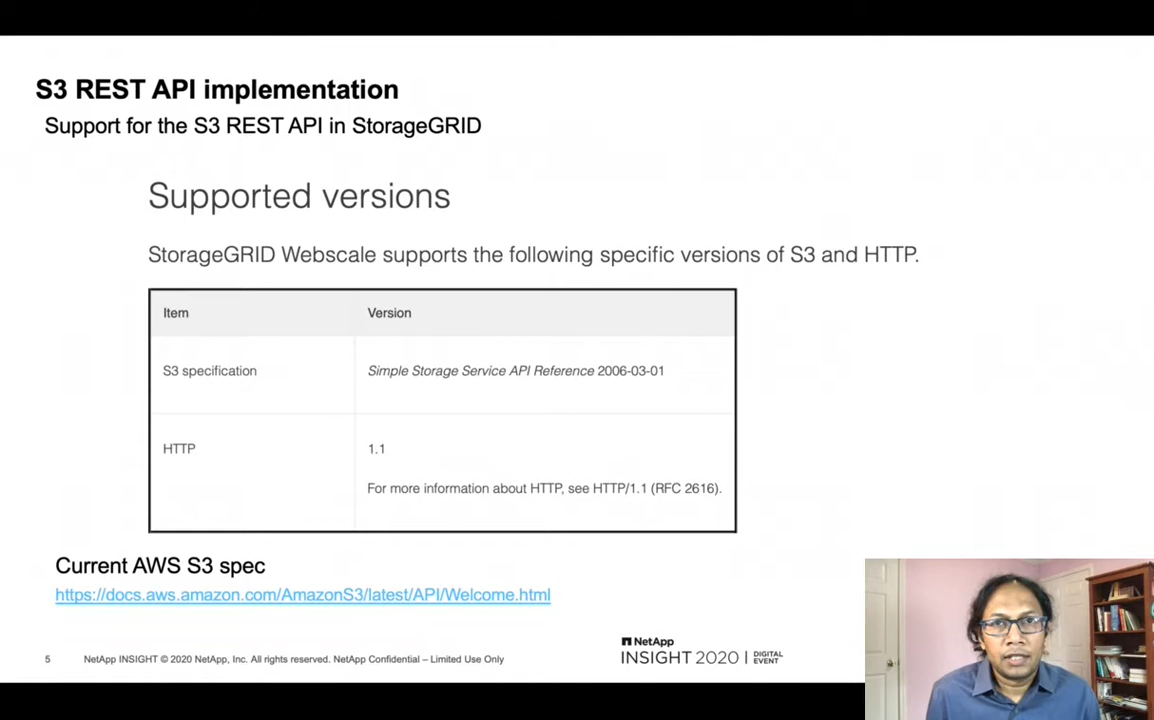 S3 REST API implementation
Support for the S3 REST API in StorageGRID
Supported versions
StorageGRID Webscale supports the following specific versions of S3 and HTTP.
Item Version
S3 specification Simple Storage Service API Reference 2006-03-01
HTTP 1.1
For more information about HTTP, see HTTP/1.1 (RFC 2616).
Current AWS S3 spec
https://docs.aws.amazon.com/AmazonS3/latest/API/Welcome.html
5 NetApp INSIGHT © 2020 NetApp, Inc. All rights reserved. NetApp Confidential – Limited Use Only
NetApp
INSIGHT 2020 | DIGITAL EVENT